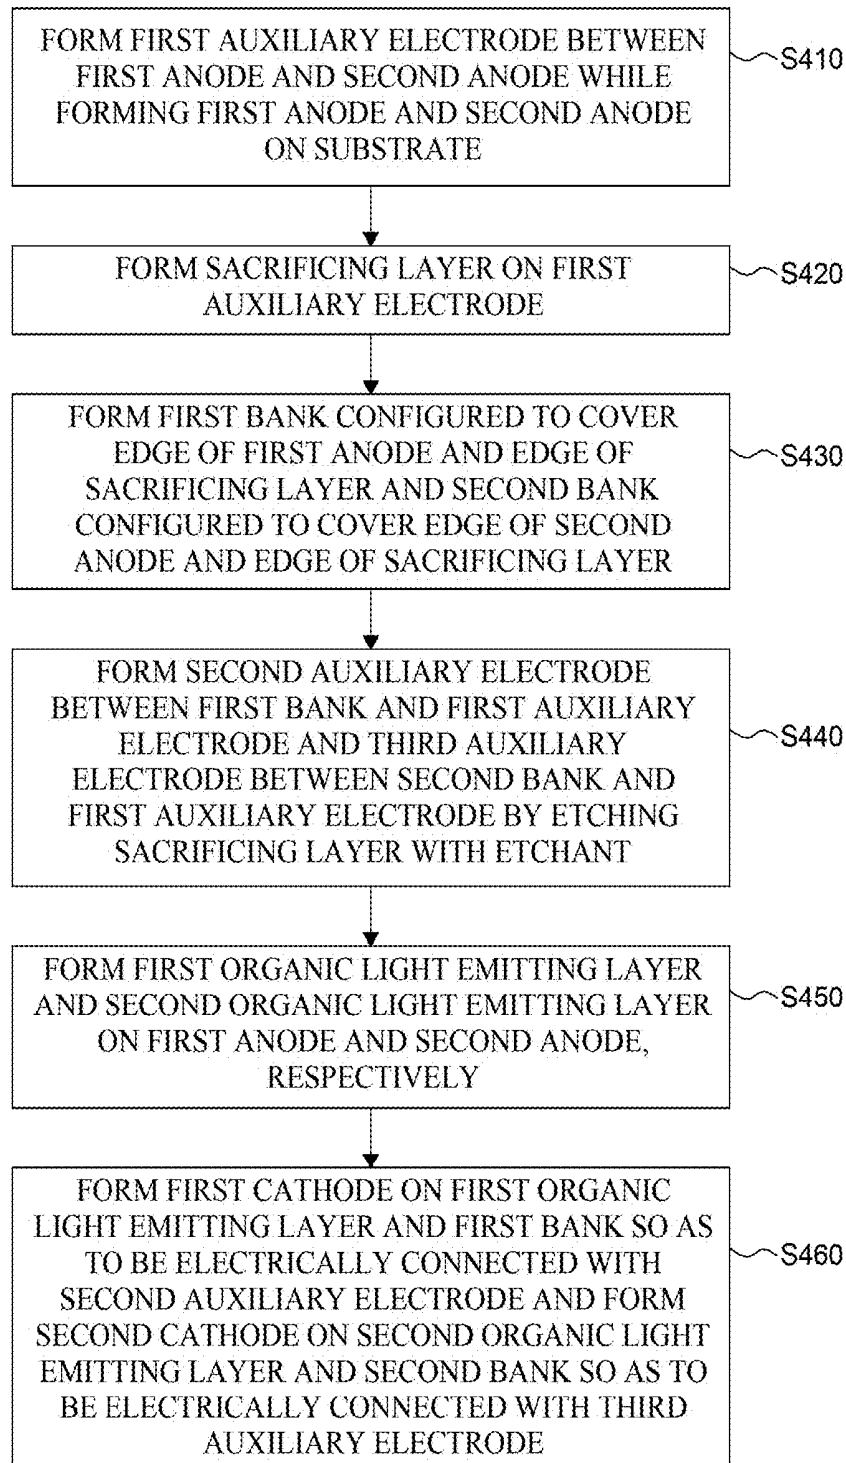 FORM FIRST AUXILIARY ELECTRODE BETWEEN
FIRST ANODE AND SECOND ANODE WHILE
FORMING FIRST ANODE AND SECOND ANODE
ON SUBSTRATE
S410
FORM SACRIFICING LAYER ON FIRST
AUXILIARY ELECTRODE
S420
FORM FIRST BANK CONFIGURED TO COVER
EDGE OF FIRST ANODE AND EDGE OF
SACRIFICING LAYER AND SECOND BANK
CONFIGURED TO COVER EDGE OF SECOND
ANODE AND EDGE OF SACRIFICING LAYER
S430
FORM SECOND AUXILIARY ELECTRODE
BETWEEN FIRST BANK AND FIRST AUXILIARY
ELECTRODE AND THIRD AUXILIARY
ELECTRODE BETWEEN SECOND BANK AND
FIRST AUXILIARY ELECTRODE BY ETCHING
SACRIFICING LAYER WITH ETCHANT
S440
FORM FIRST ORGANIC LIGHT EMITTING LAYER
AND SECOND ORGANIC LIGHT EMITTING LAYER
ON FIRST ANODE AND SECOND ANODE,
RESPECTIVELY
S450
FORM FIRST CATHODE ON FIRST ORGANIC
LIGHT EMITTING LAYER AND FIRST BANK SO AS
TO BE ELECTRICALLY CONNECTED WITH
SECOND AUXILIARY ELECTRODE AND FORM
SECOND CATHODE ON SECOND ORGANIC LIGHT
EMITTING LAYER AND SECOND BANK SO AS TO
BE ELECTRICALLY CONNECTED WITH THIRD
AUXILIARY ELECTRODE
S460